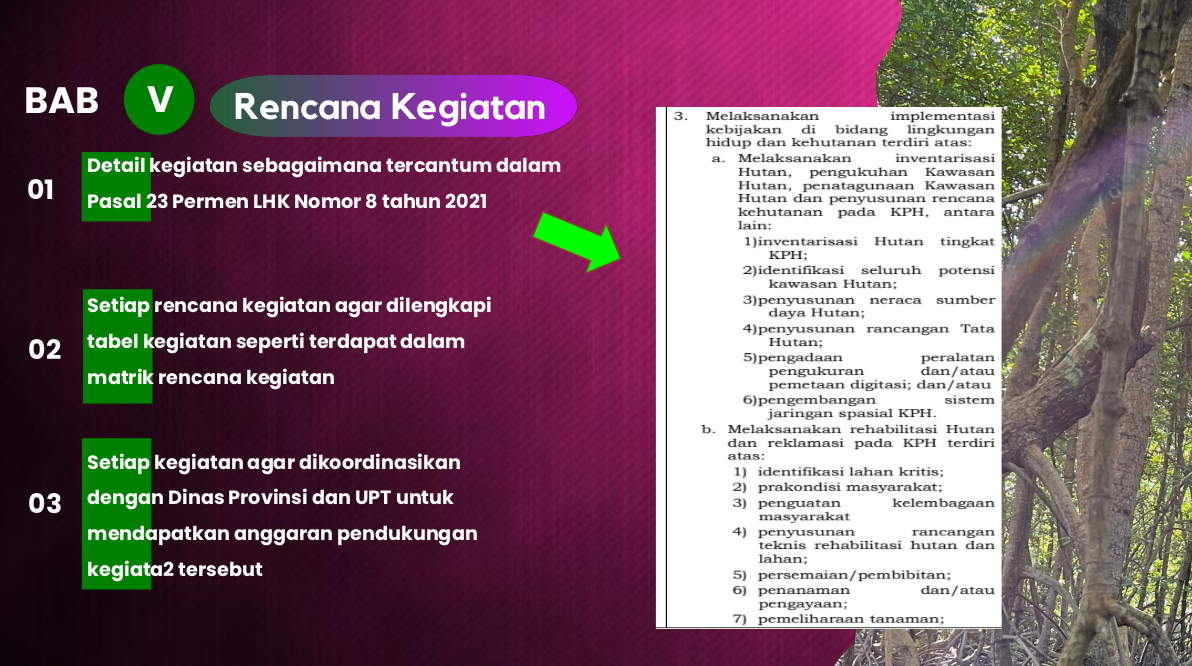 BAB V Rencana Kegiatan
01
Detail kegiatan sebagaimana tercantum dalam
Pasal 23 Permen LHK Nomor 8 tahun 2021
02
Setiap rencana kegiatan agar dilengkapi
tabel kegiatan seperti terdapat dalam
matrik rencana kegiatan
03
Setiap kegiatan agar dikoordinasikan
dengan Dinas Provinsi dan UPT untuk
mendapatkan anggaran pendukungan
kegiata2 tersebut
3. Melaksanakan implementasi
kebijakan di bidang lingkungan
hidup dan kehutanan terdiri atas:
a. Melaksanakan inventarisasi
Hutan, pengukuhan Kawasan
Hutan, penatagunaan Kawasan
Hutan dan penyusunan rencana
kehutanan pada KPH, antara
lain:
1)inventarisasi Hutan tingkat
KPH;
2)identifikasi seluruh potensi
kawasan Hutan;
3)penyusunan neraca sumber
daya Hutan;
4)penyusunan rancangan Tata
Hutan;
5)pengadaan peralatan
pengukuran dan/atau
pemetaan digitasi; dan/atau
6)pengembangan sistem
jaringan spasial KPH.
b. Melaksanakan rehabilitasi Hutan
dan reklamasi pada KPH terdiri
atas:
1) identifikasi lahan kritis;
2) prakondisi masyarakat;
3) penguatan kelembagaan
masyarakat
4) penyusunan rancangan
teknis rehabilitasi hutan dan
lahan;
5) persemaian/pembibitan;
6) penanaman dan/atau
pengayaan;
7) pemeliharaan tanaman;